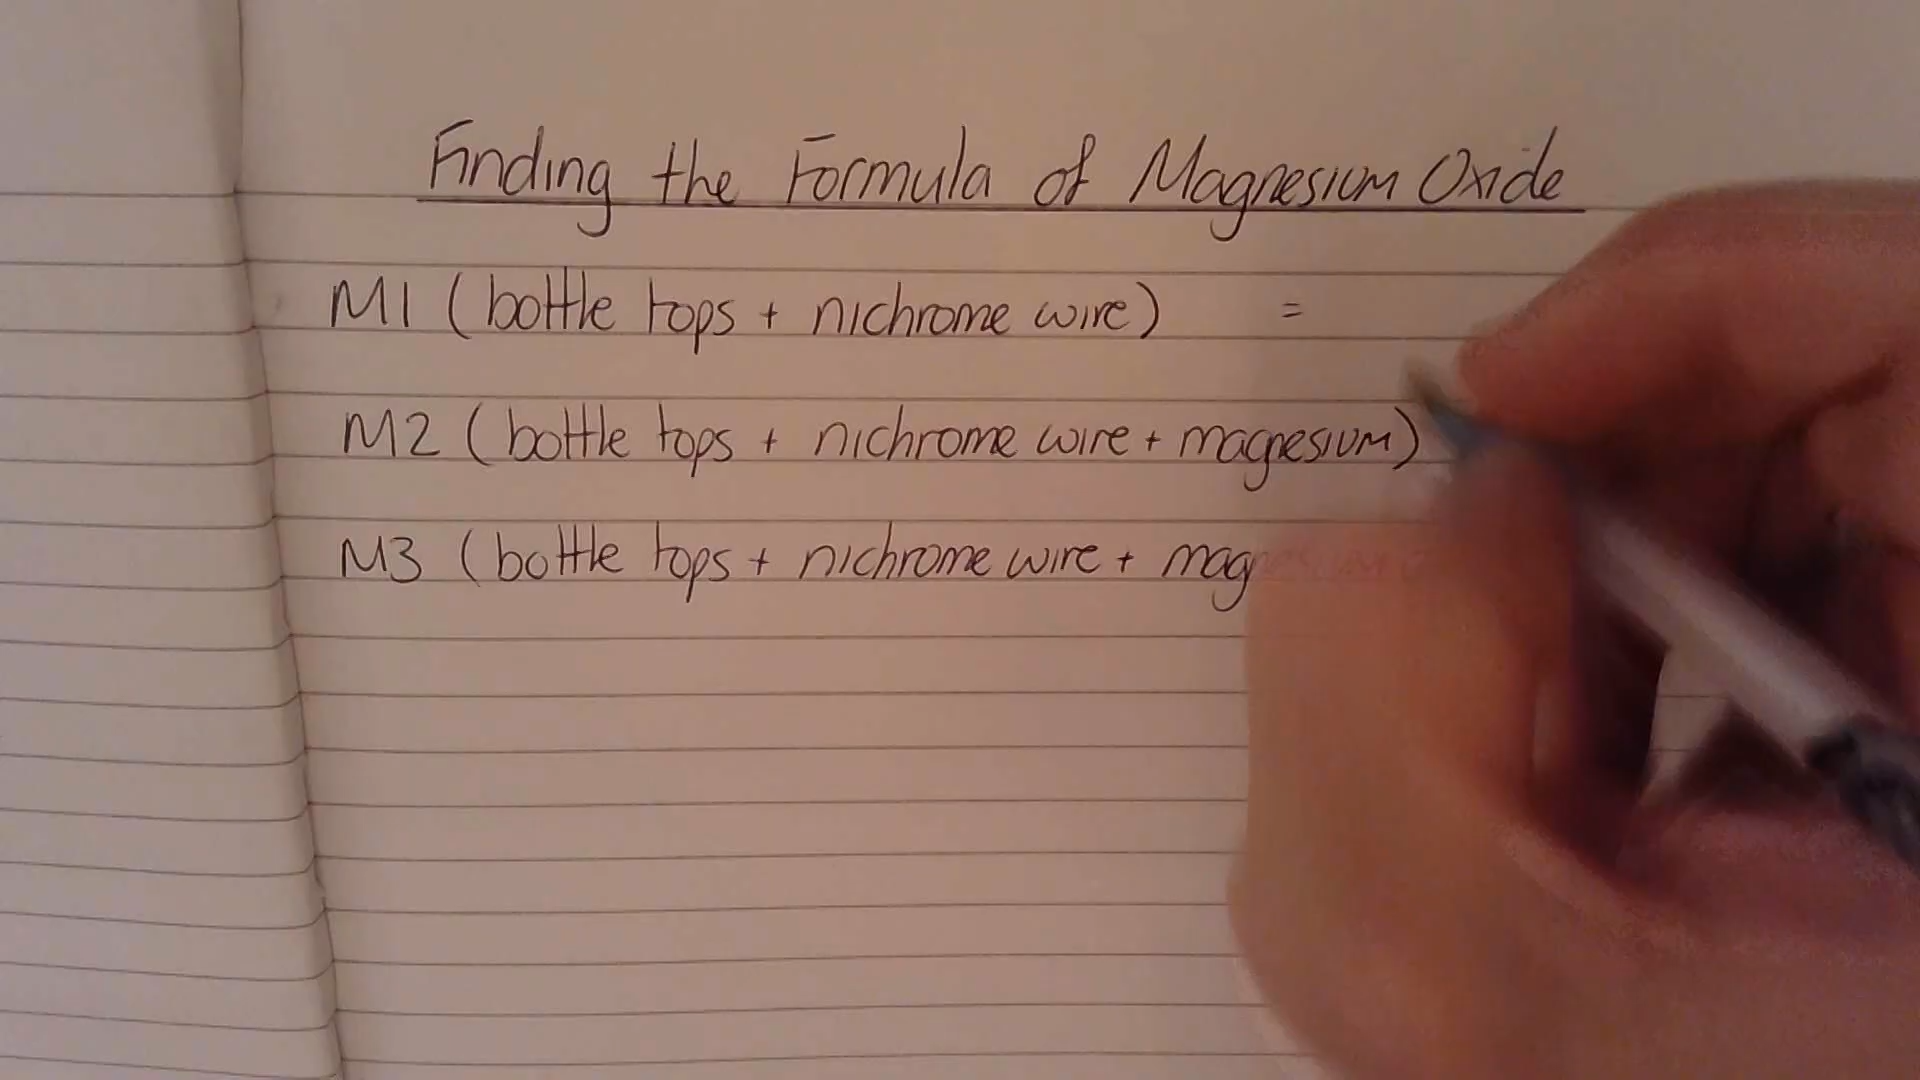 Finding the Formula of Magnesium Oxide
M1 (bottle tops + nichrome wire) =
M2 (bottle tops + nichrome wire + magnesium)
M3 (bottle tops + nichrome wire +